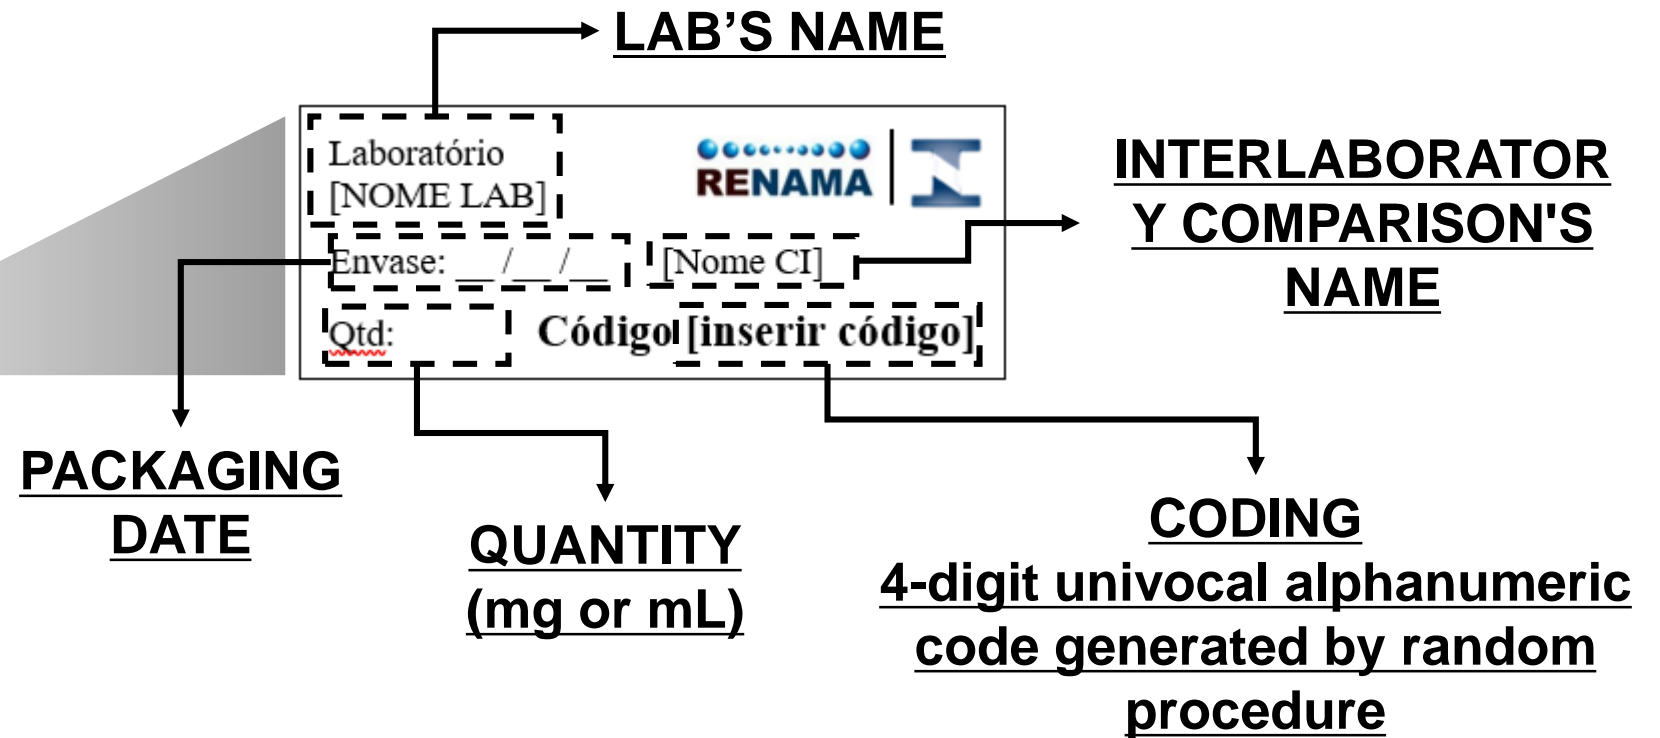 LAB’S NAME
Laboratório
[NOME LAB]
RENAMA
Envase: __ /__ /__ [Nome CI]
Qtd: Código [inserir código]
INTERLABORATOR
Y COMPARISON'S
NAME
PACKAGING
DATE
QUANTITY
(mg or mL)
CODING
4-digit univocal alphanumeric
code generated by random
procedure